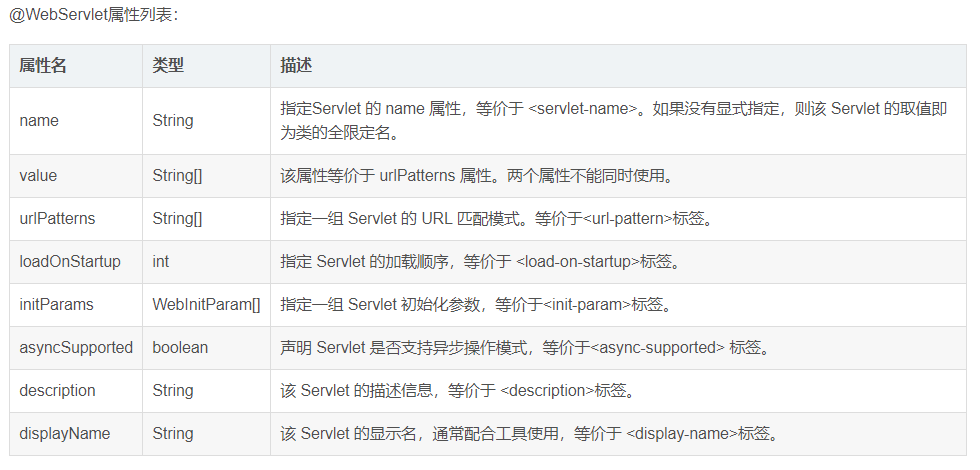 @WebServlet属性列表：
属性名 类型 描述
name String 指定Servlet 的 name 属性，等价于 <servlet-name>。如果没有显式指定，则该 Servlet 的取值即
为类的全限定名。
value String[] 该属性等价于 urlPatterns 属性。两个属性不能同时使用。
urlPatterns String[] 指定一组 Servlet 的 URL 匹配模式。等价于<url-pattern>标签。
loadOnStartup int 指定 Servlet 的加载顺序，等价于 <load-on-startup>标签。
initParams WebInitParam[] 指定一组 Servlet 初始化参数，等价于<init-param>标签。
asyncSupported boolean 声明 Servlet 是否支持异步操作模式，等价于<async-supported> 标签。
description String 该 Servlet 的描述信息，等价于 <description>标签。
displayName String 该 Servlet 的显示名，通常配合工具使用，等价于 <display-name>标签。